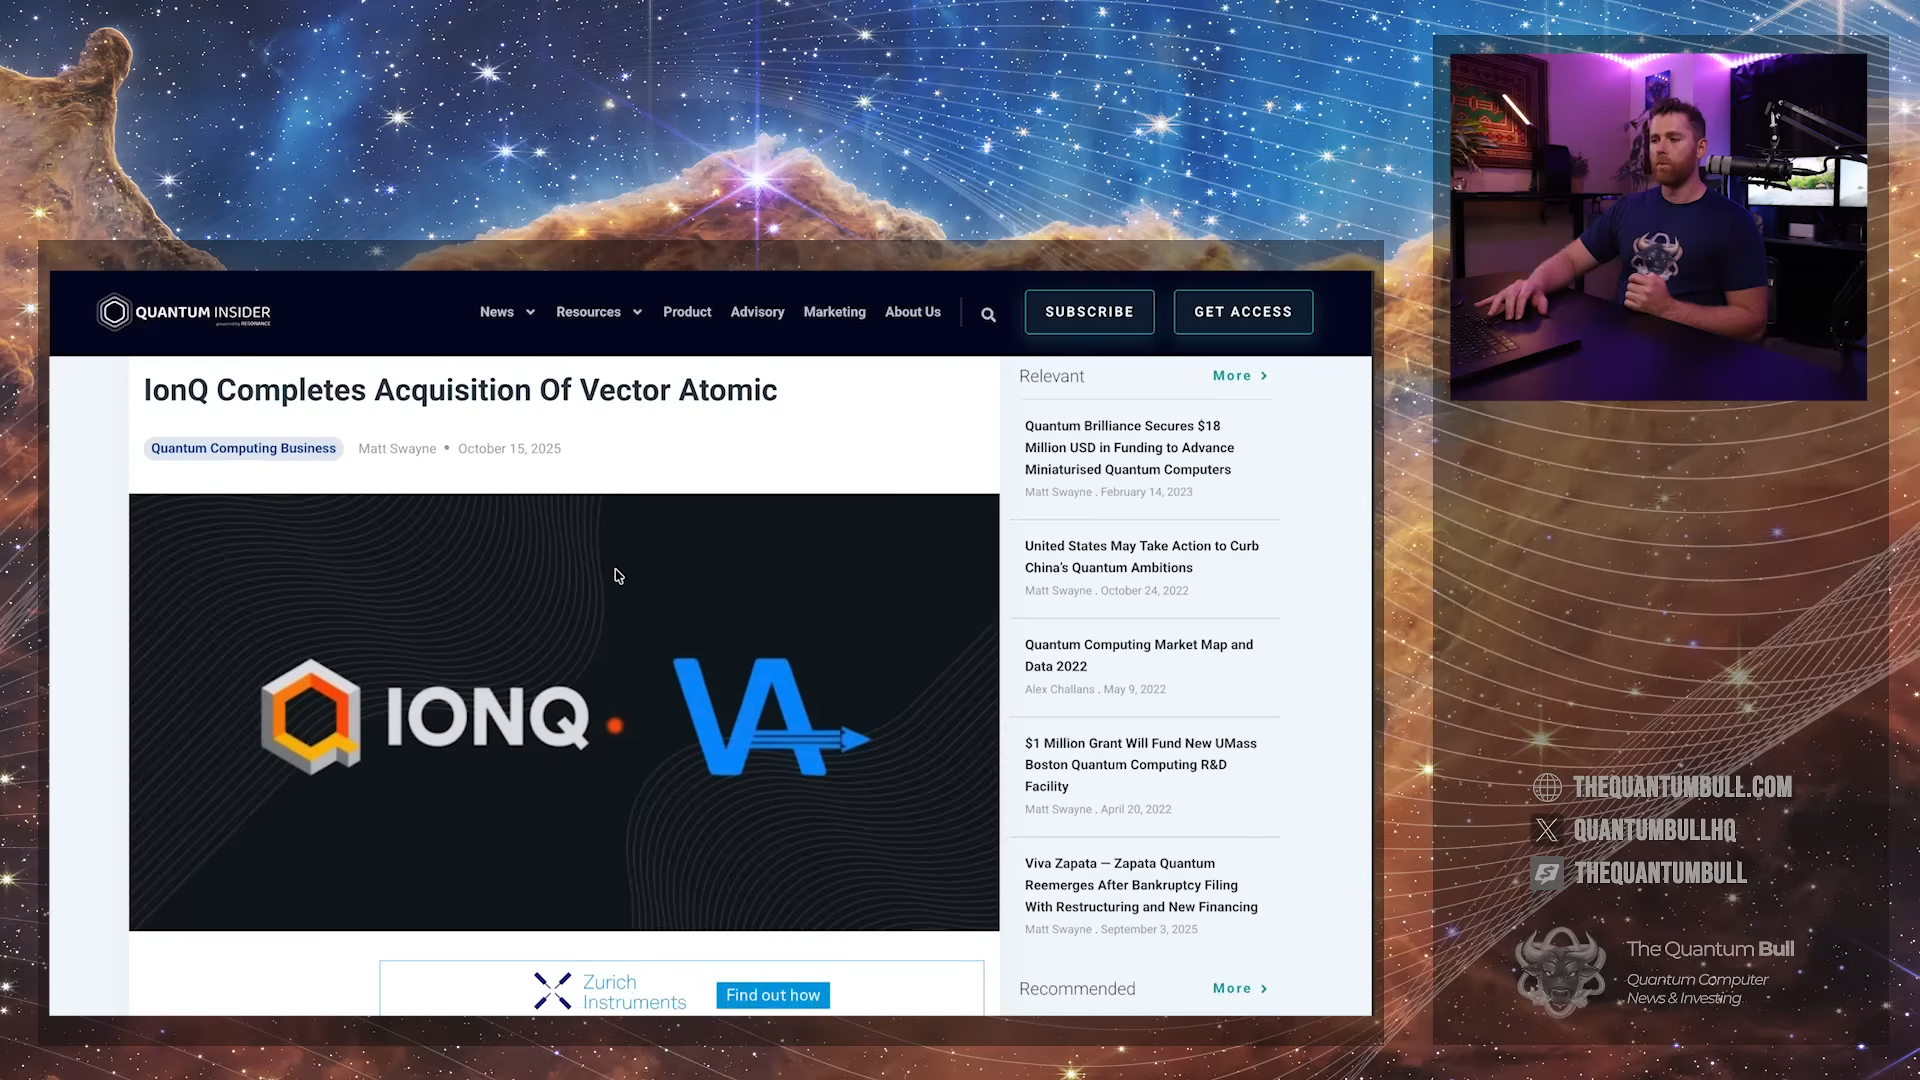 QUANTUM INSIDER
powered by RESONANCE
News
Resources
Product
Advisory
Marketing
About Us
SUBSCRIBE
GET ACCESS
IonQ Completes Acquisition Of Vector Atomic
Quantum Computing Business
Matt Swayne • October 15, 2025
IONQ
VA
Zurich
Instruments
Find out how
Relevant
More
Quantum Brilliance Secures $18
Million USD in Funding to Advance
Miniaturised Quantum Computers
Matt Swayne . February 14, 2023
United States May Take Action to Curb
China's Quantum Ambitions
Matt Swayne . October 24, 2022
Quantum Computing Market Map and
Data 2022
Alex Challans . May 9, 2022
$1 Million Grant Will Fund New UMass
Boston Quantum Computing R&D
Facility
Matt Swayne . April 20, 2022
Viva Zapata — Zapata Quantum
Reemerges After Bankruptcy Filing
With Restructuring and New Financing
Matt Swayne . September 3, 2025
Recommended
More
THEQUANTUMBULL.COM
QUANTUMBULLHQ
THEQUANTUMBULL
The Quantum Bull
Quantum Computer
News & Investing